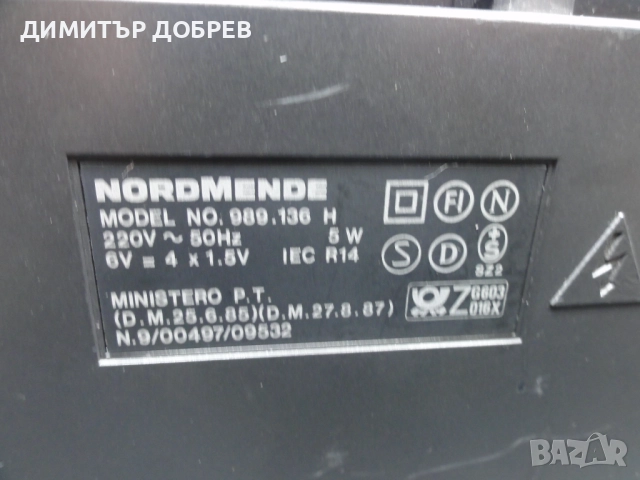 ДИМИТЪР ДОБРЕВ
NORDMENDE
MODEL NO. 989.136 H
220V ~ 50Hz 5 W
6V = 4 x 1.5V IEC R14
MINISTERO P.T.
(D.M.25.6.85)(D.M.27.8.87)
N.9/00497/09532
FI N
S D +S
SZ2
Z G603
016X
BAZAR